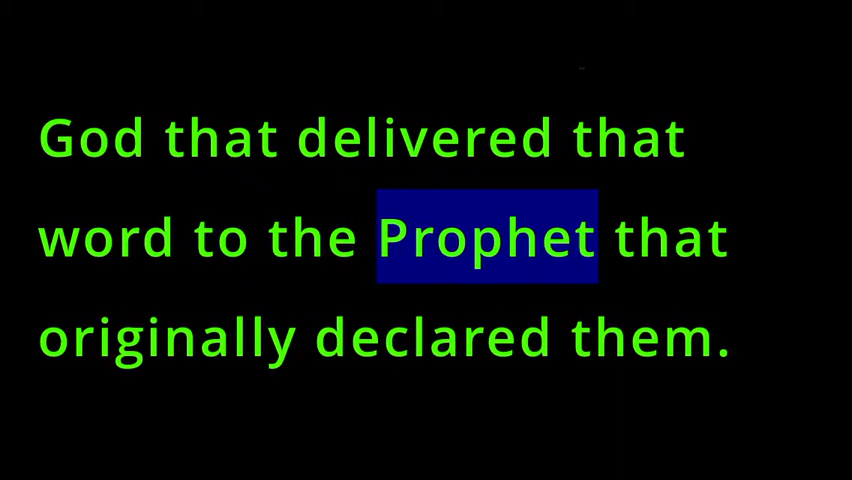 God that delivered that
word to the Prophet that
originally declared them.